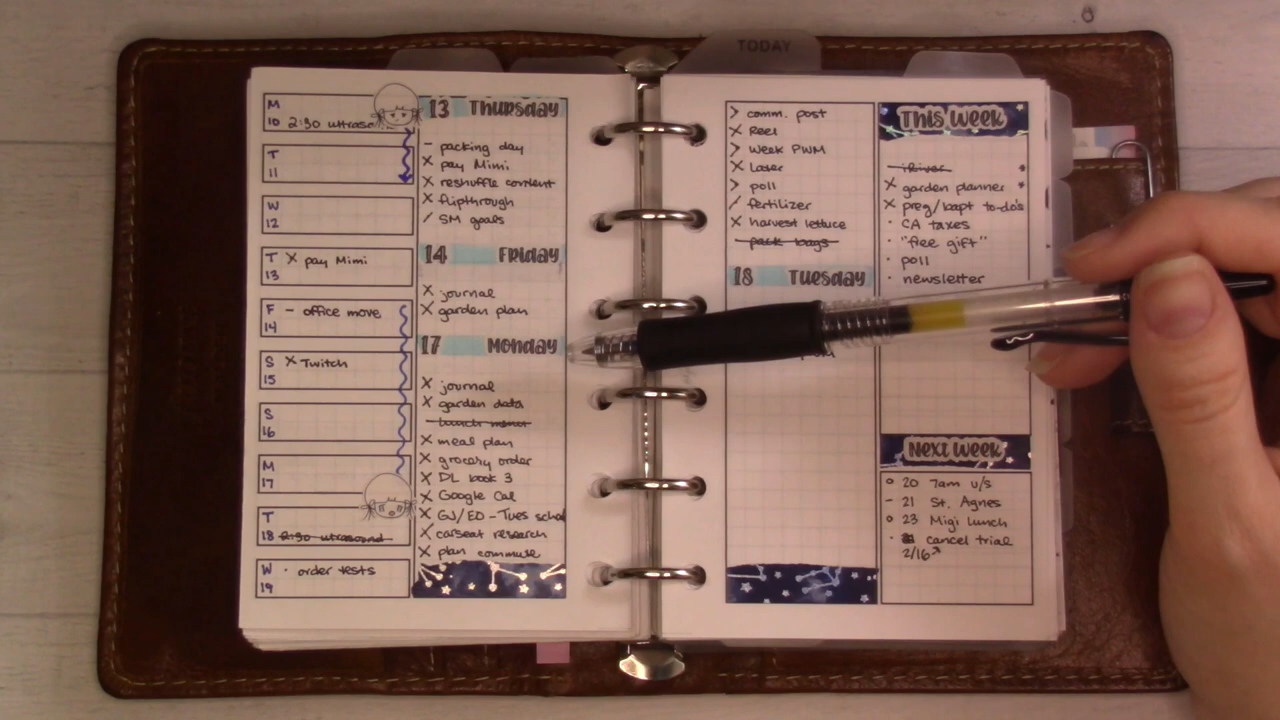 TODAY
M
10 2:30 ultraso
T
11
W
12
T × pay Mimi
13
F - office move
14
S × Twitch
15
S
16
M
17
T
18 2:30 ultrasound
W · order tests
19
13 Thursday
- packing day
× pay Mimi
× reshuffle content
× flipthrough
/ SM goals
14 Friday
× journal
× garden plan
17 Monday
× journal
× garden data
× meal plan
× grocery order
× DL book 3
× Google Cal
× GJ/EO - Tues sched
× carseat research
× plan commute
> comm. post
× Reel
> Week PWM
× Later
> poll
/ fertilizer
× harvest lettuce
pack bags
18 Tuesday
This Week
iRiver *
× garden planner *
× preg/bapt to-do's
· CA taxes
· "free gift"
· poll
· newsletter
Next Week
o 20 7am u/s
- 21 St. Agnes
o 23 Migi lunch
· cancel trial
2/16